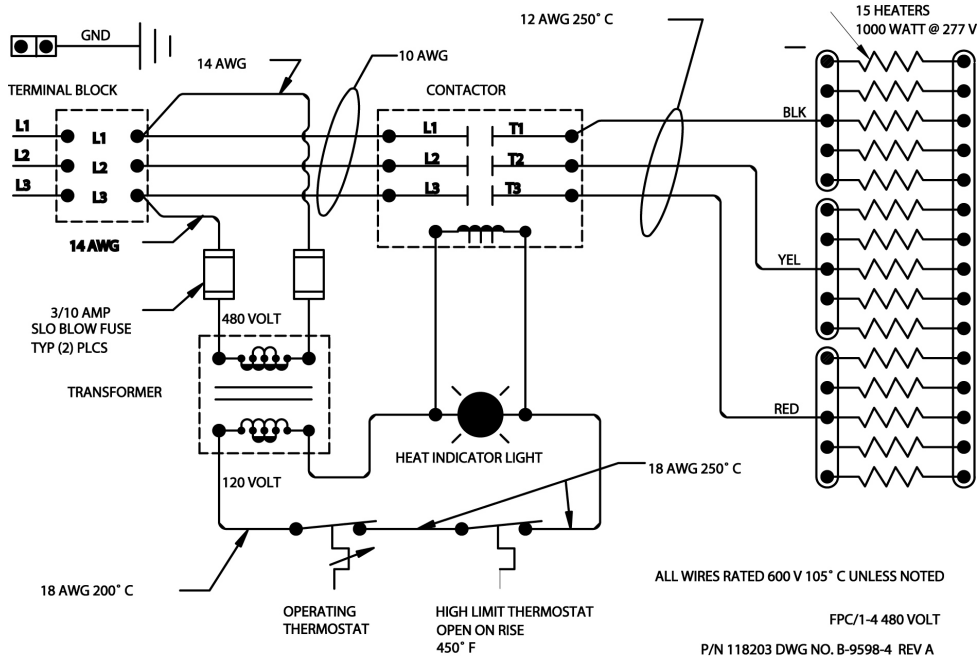 15 HEATERS
1000 WATT @ 277 V
12 AWG 250° C
GND
14 AWG
10 AWG
TERMINAL BLOCK
CONTACTOR
L1
L1
L1
T1
BLK
L2
L2
L2
T2
L3
L3
L3
T3
14 AWG
YEL
3/10 AMP
SLO BLOW FUSE
TYP (2) PLCS
480 VOLT
TRANSFORMER
RED
HEAT INDICATOR LIGHT
120 VOLT
18 AWG 250° C
18 AWG 200° C
OPERATING
THERMOSTAT
HIGH LIMIT THERMOSTAT
OPEN ON RISE
450° F
ALL WIRES RATED 600 V 105° C UNLESS NOTED
FPC/1-4 480 VOLT
P/N 118203 DWG NO. B-9598-4 REV A